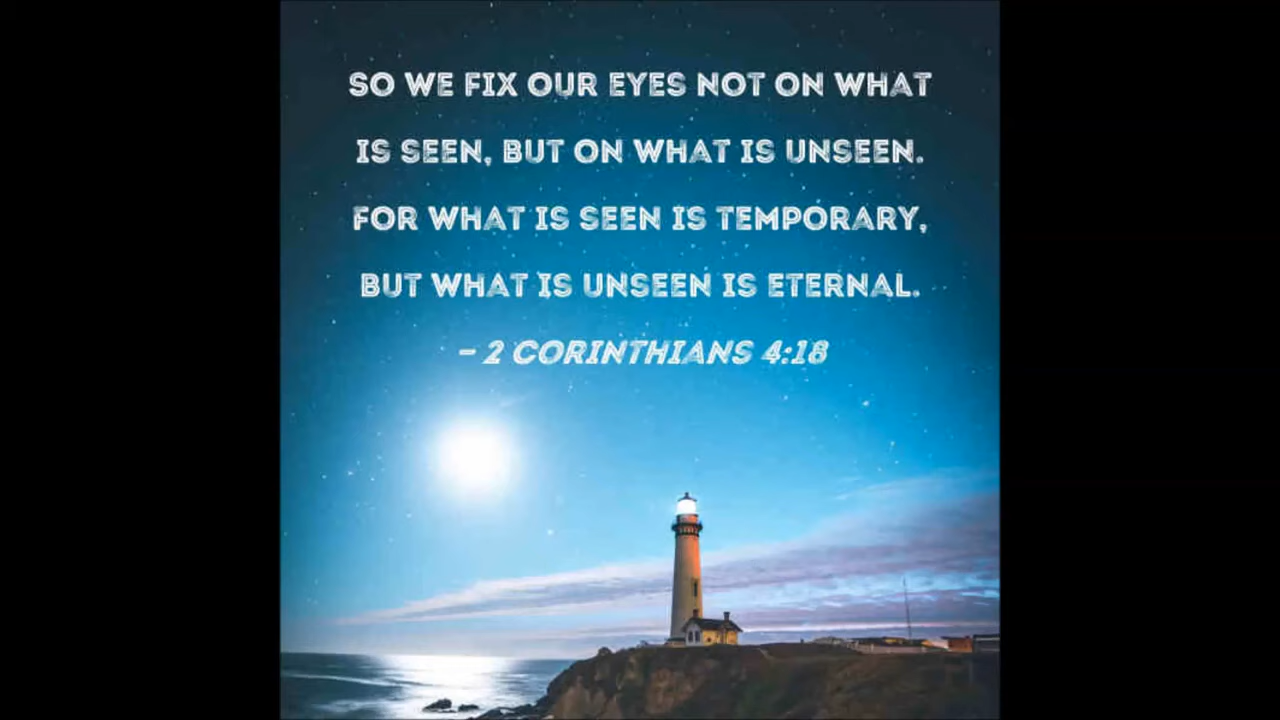 SO WE FIX OUR EYES NOT ON WHAT
IS SEEN, BUT ON WHAT IS UNSEEN.
FOR WHAT IS SEEN IS TEMPORARY,
BUT WHAT IS UNSEEN IS ETERNAL.
– 2 CORINTHIANS 4:18